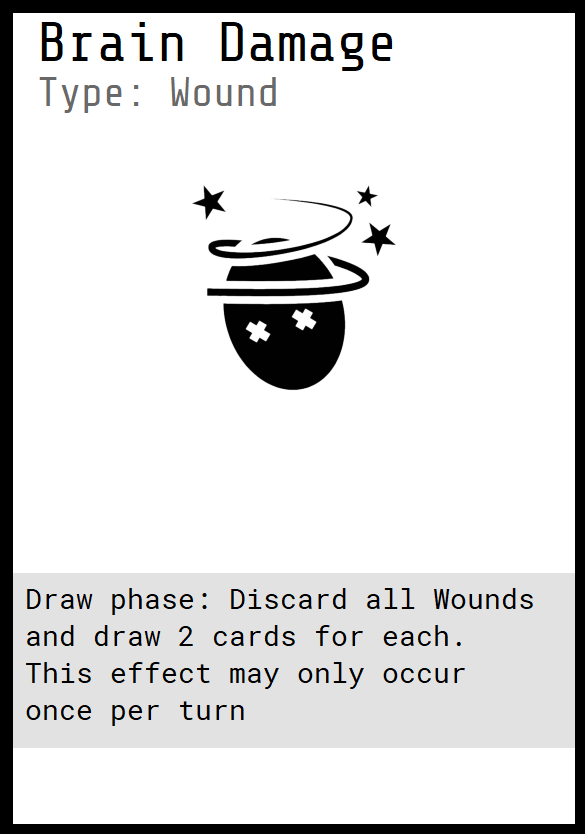 Brain Damage
Type: Wound
Draw phase: Discard all Wounds
and draw 2 cards for each.
This effect may only occur
once per turn